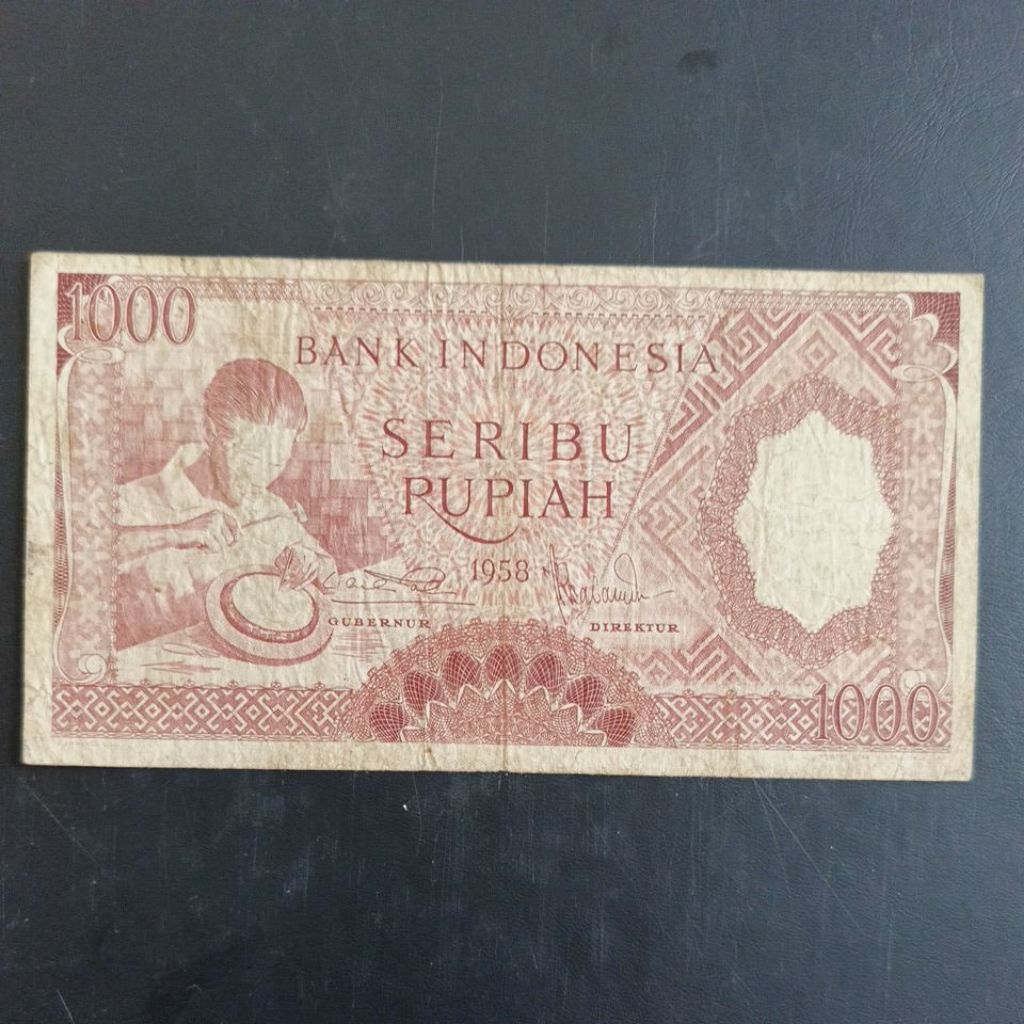 1000
BANK INDONESIA
SERIBU
RUPIAH
1958
GUBERNUR
DIREKTUR
1000